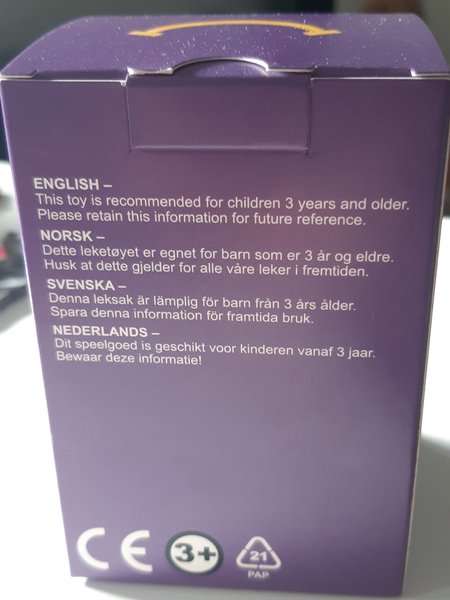 ENGLISH –
This toy is recommended for children 3 years and older.
Please retain this information for future reference.
NORSK –
Dette leketøyet er egnet for barn som er 3 år og eldre.
Husk at dette gjelder for alle våre leker i fremtiden.
SVENSKA –
Denna leksak är lämplig för barn från 3 års ålder.
Spara denna information för framtida bruk.
NEDERLANDS –
Dit speelgoed is geschikt voor kinderen vanaf 3 jaar.
Bewaar deze informatie!
CE 3+ 21
PAP